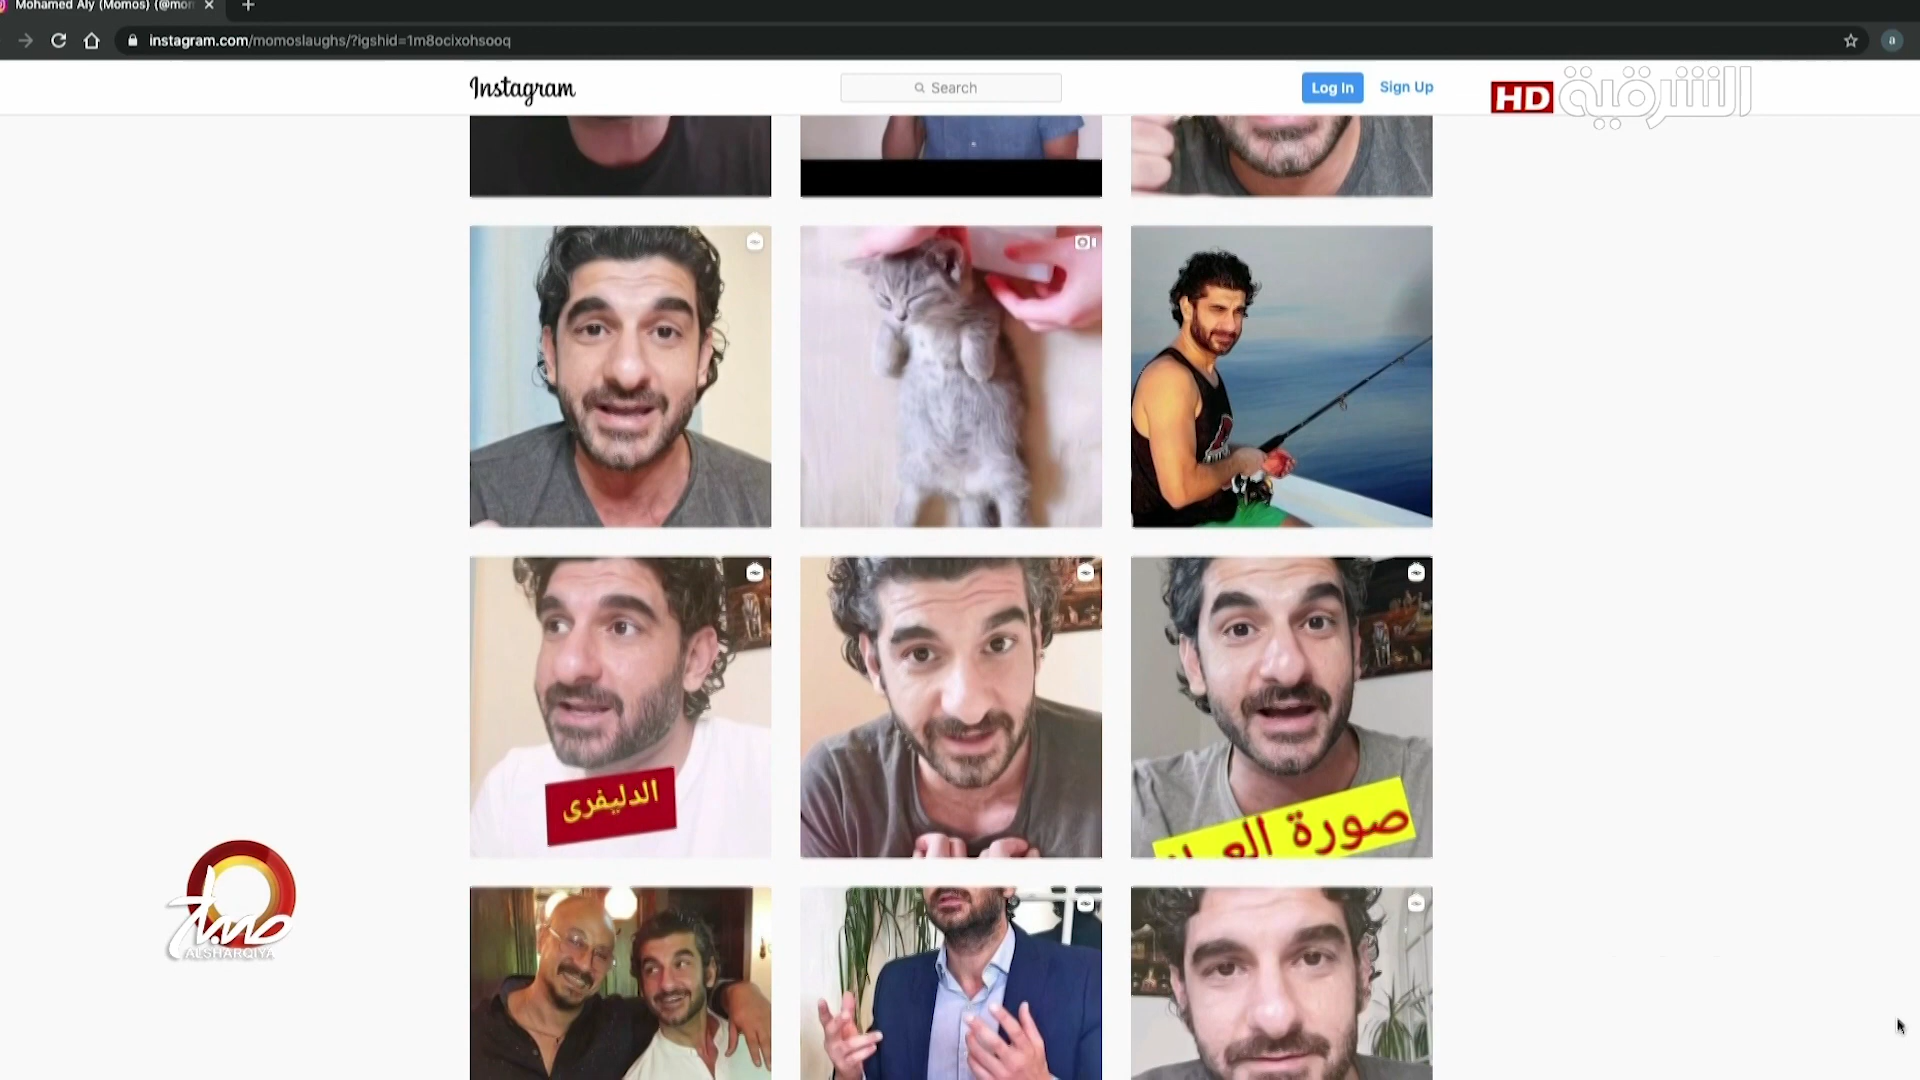 Mohamed Aly (Momos) (@mon
instagram.com/momoslaughs/?igshid=1m8ocixohsooq
a
Instagram
Search
Log In
Sign Up
HD الشرقية
الدليفرى
صورة
ALSHARQIYA